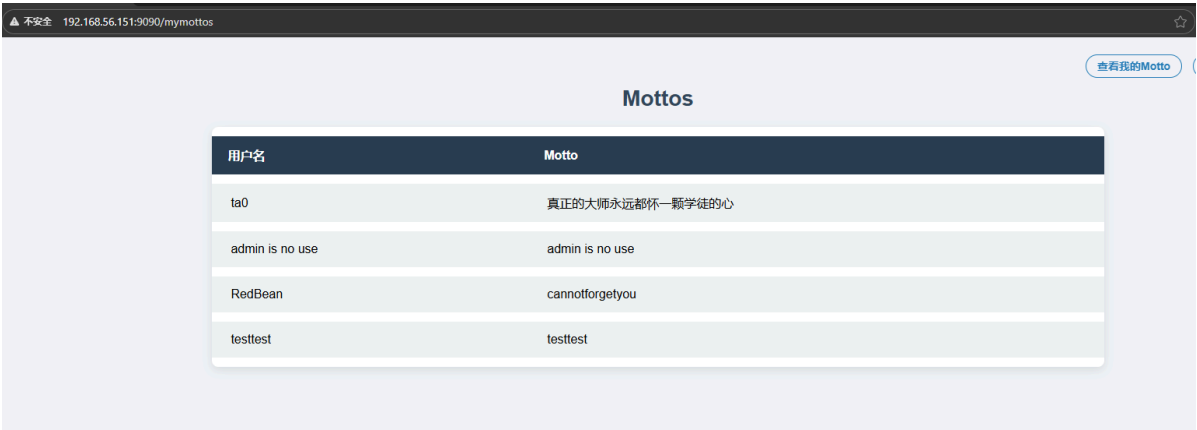 不安全 192.168.56.151:9090/mymottos
查看我的Motto
Mottos
用户名 Motto
ta0 真正的大师永远都怀一颗学徒的心
admin is no use admin is no use
RedBean cannotforgetyou
testtest testtest